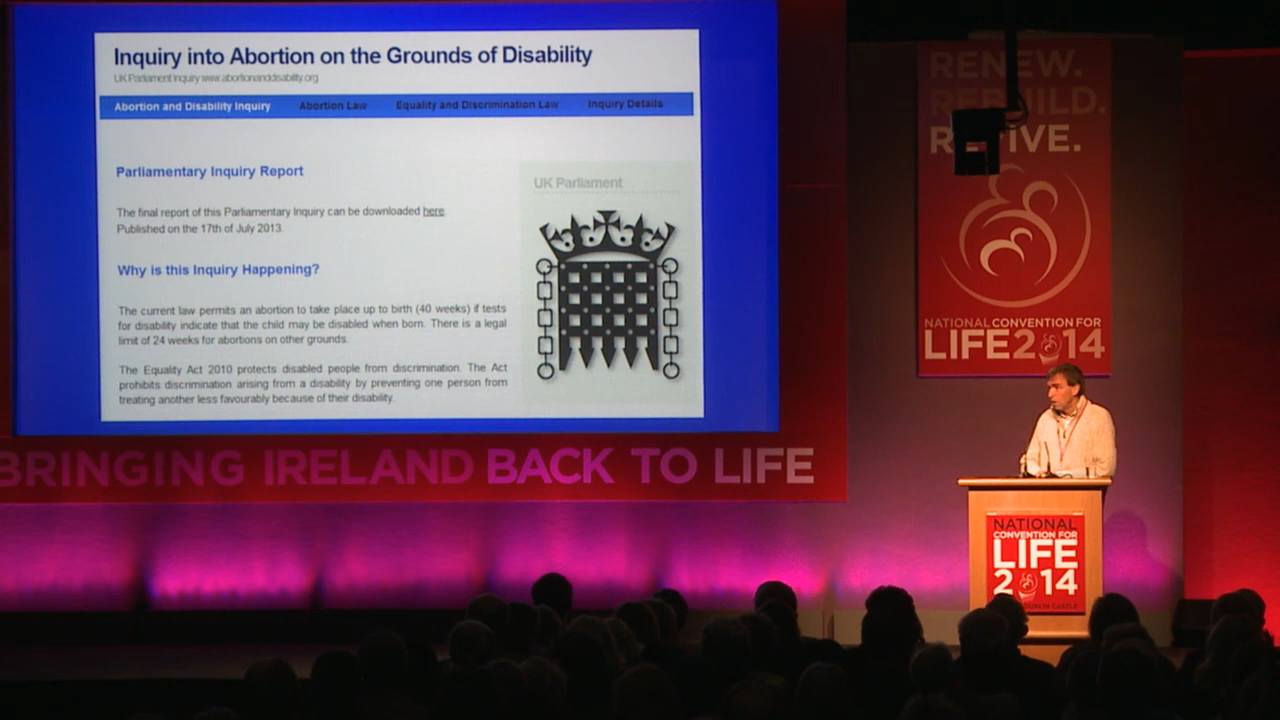 Inquiry into Abortion on the Grounds of Disability
UK Parliament Inquiry www.abortionanddisability.org
Abortion and Disability Inquiry Abortion Law Equality and Discrimination Law Inquiry Details
Parliamentary Inquiry Report
The final report of this Parliamentary Inquiry can be downloaded here.
Published on the 17th of July 2013.
Why is this Inquiry Happening?
The current law permits an abortion to take place up to birth (40 weeks) if tests
for disability indicate that the child may be disabled when born. There is a legal
limit of 24 weeks for abortions on other grounds.
The Equality Act 2010 protects disabled people from discrimination. The Act
prohibits discrimination arising from a disability by preventing one person from
treating another less favourably because of their disability.
UK Parliament
BRINGING IRELAND BACK TO LIFE
RENEW.
REBUILD.
REVIVE.
NATIONAL CONVENTION FOR
LIFE2014
NATIONAL
CONVENTION FOR
LIFE
2014
DUBLIN CASTLE